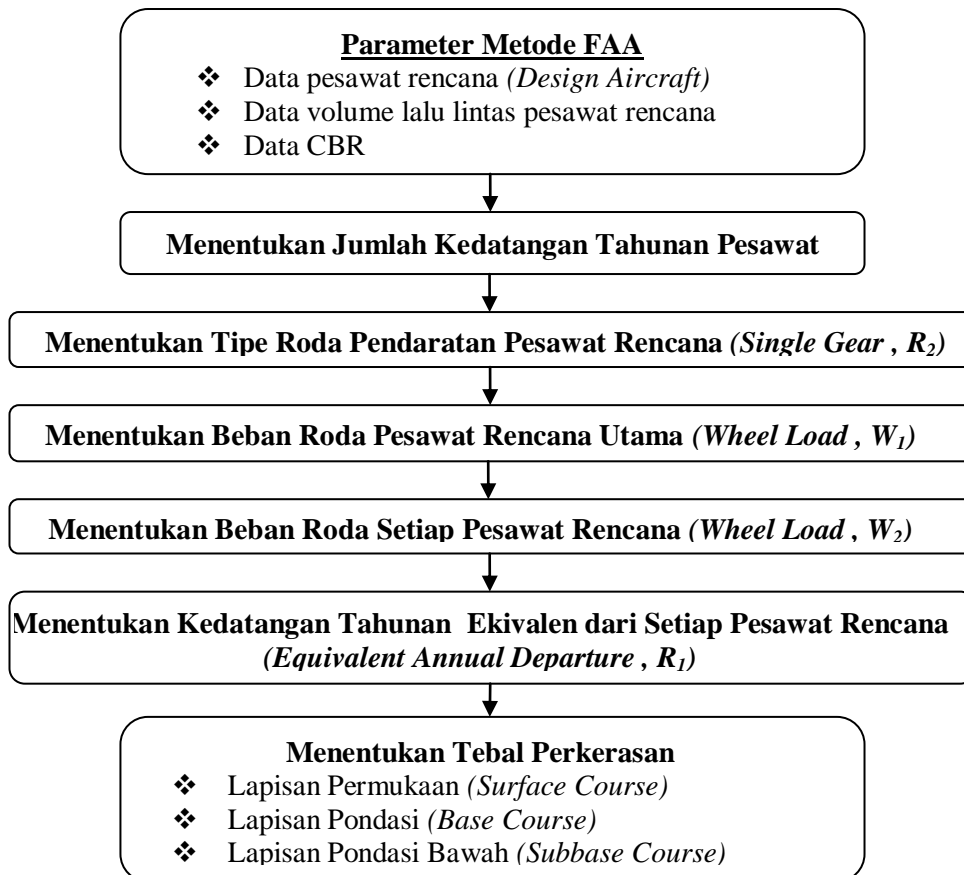 Parameter Metode FAA
❖ Data pesawat rencana (Design Aircraft)
❖ Data volume lalu lintas pesawat rencana
❖ Data CBR
Menentukan Jumlah Kedatangan Tahunan Pesawat
Menentukan Tipe Roda Pendaratan Pesawat Rencana (Single Gear , R₂)
Menentukan Beban Roda Pesawat Rencana Utama (Wheel Load , W₁)
Menentukan Beban Roda Setiap Pesawat Rencana (Wheel Load , W₂)
Menentukan Kedatangan Tahunan Ekivalen dari Setiap Pesawat Rencana
(Equivalent Annual Departure , R₁)
Menentukan Tebal Perkerasan
❖ Lapisan Permukaan (Surface Course)
❖ Lapisan Pondasi (Base Course)
❖ Lapisan Pondasi Bawah (Subbase Course)